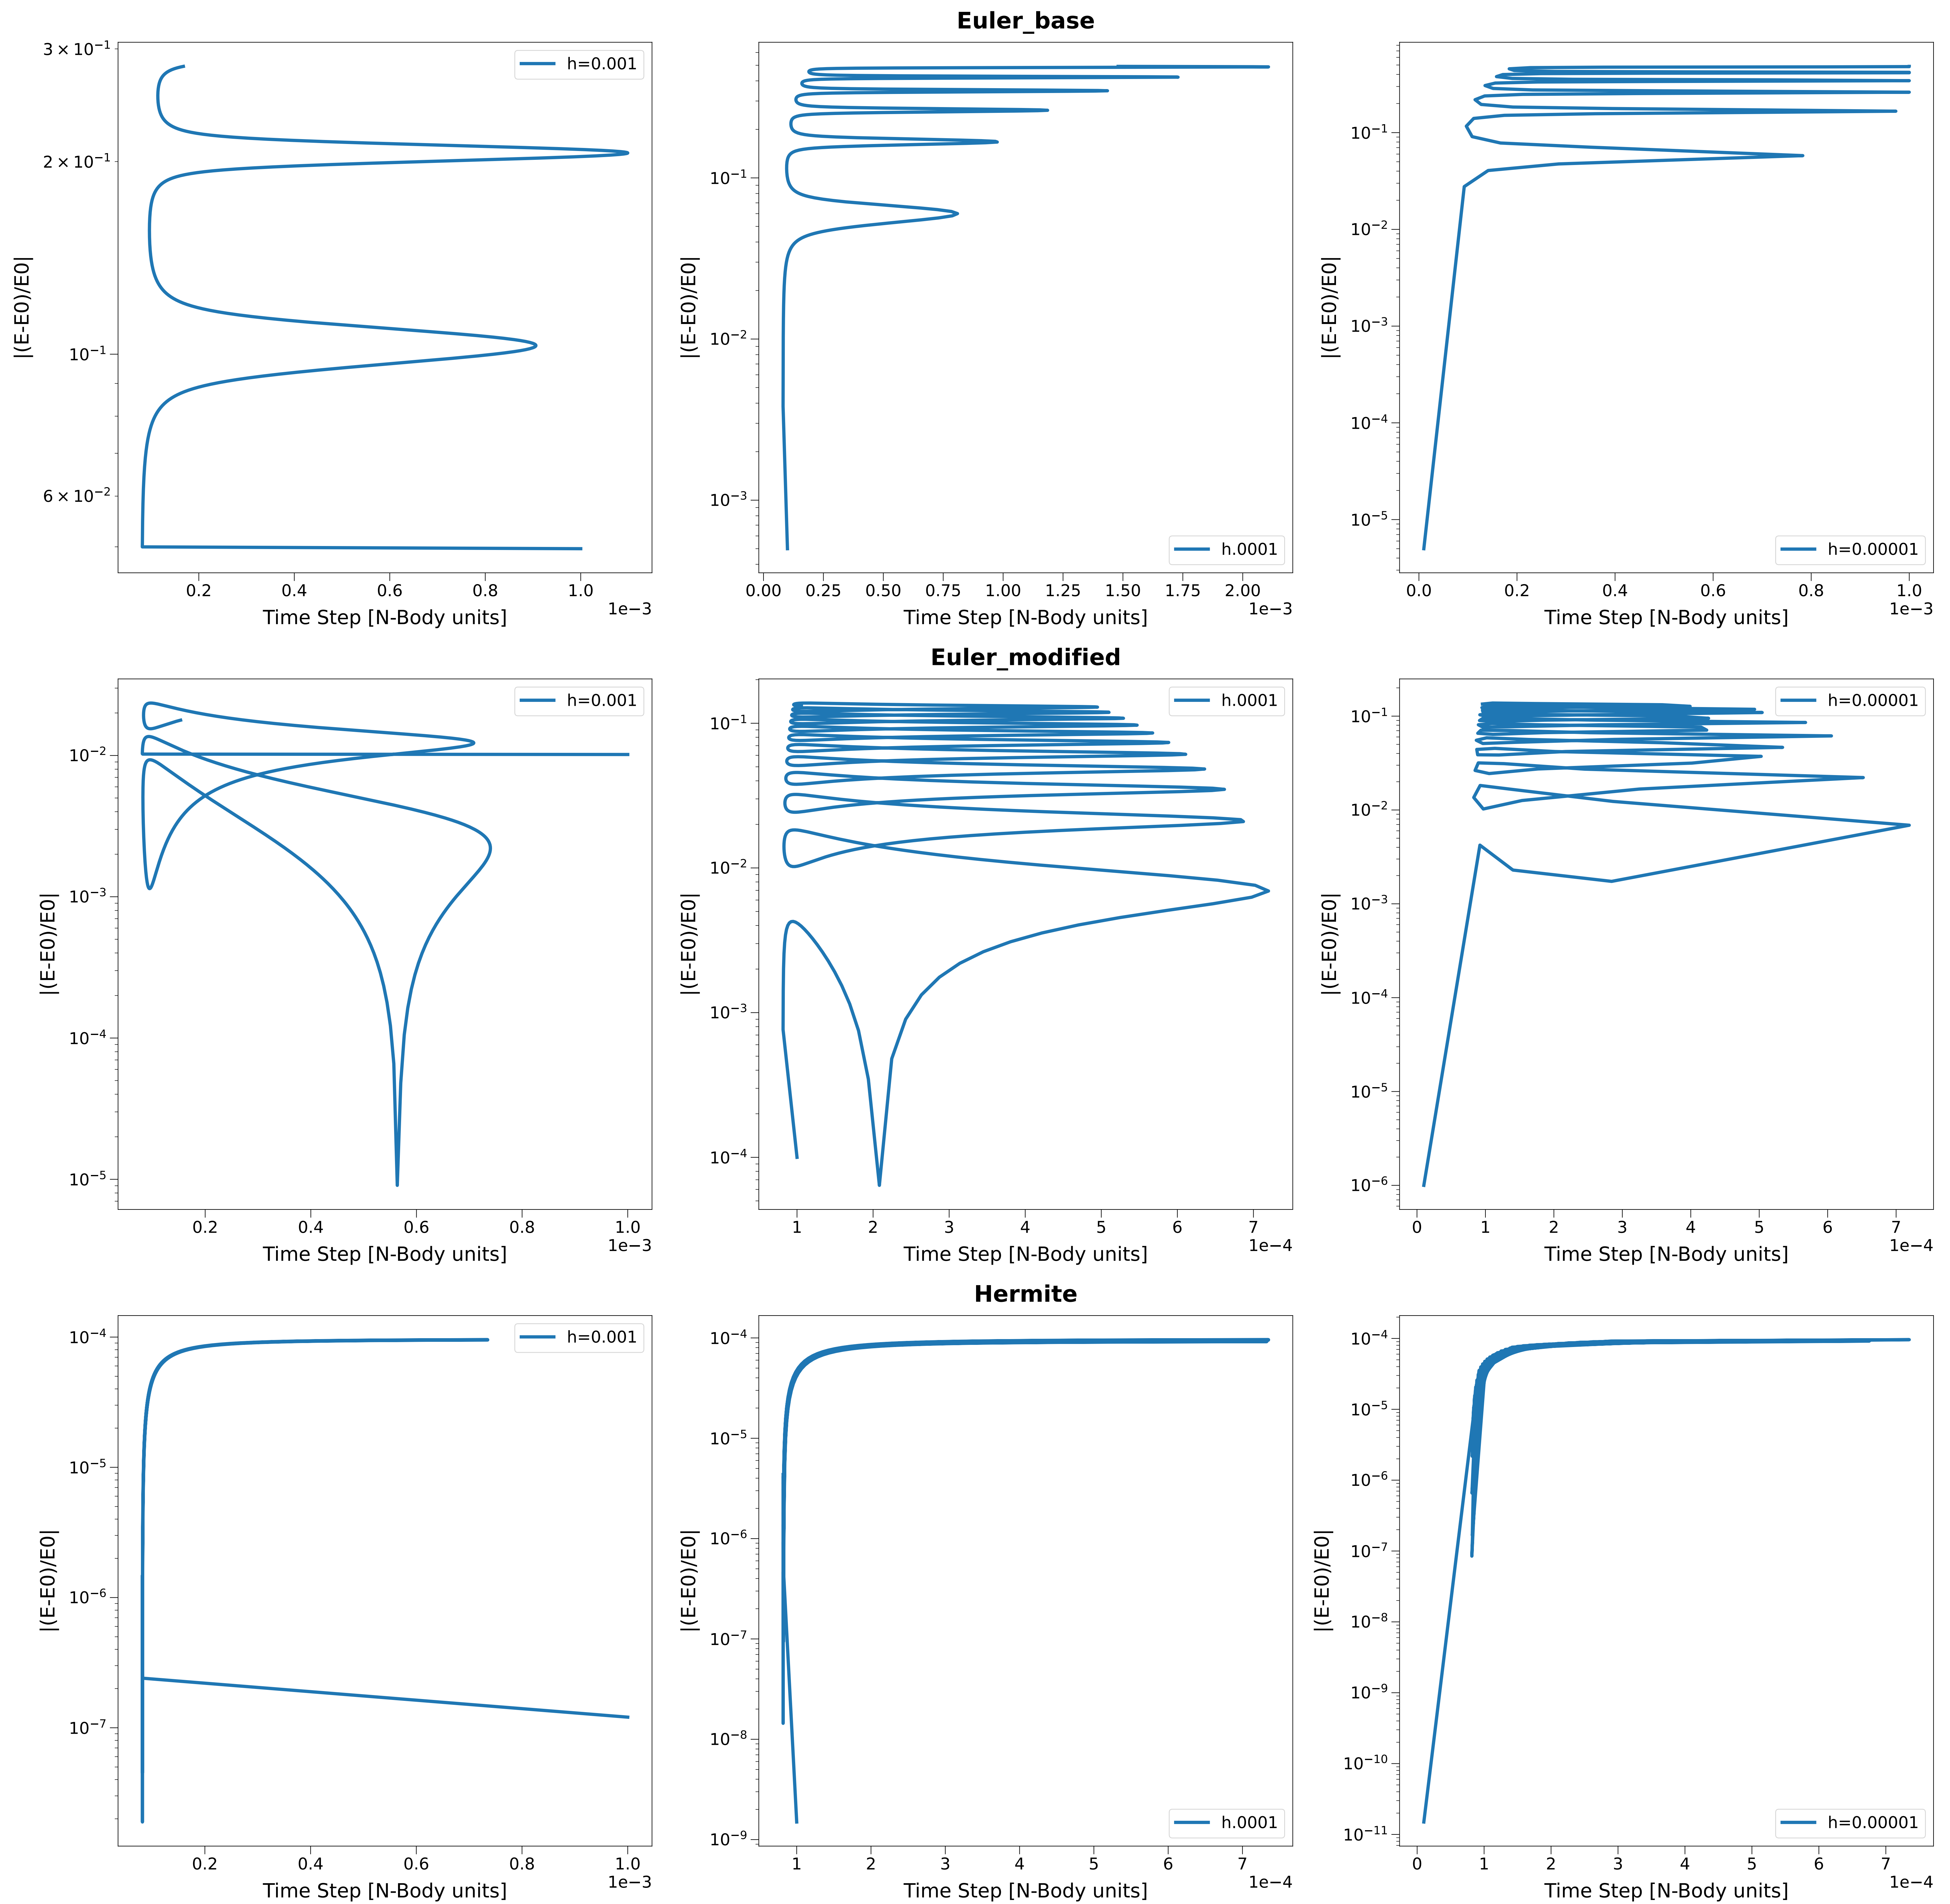 Euler_base
3 × 10⁻¹
2 × 10⁻¹
10⁻¹
6 × 10⁻²
|(E-E0)/E0|
h=0.001
0.2 0.4 0.6 0.8 1.0
1e−3
Time Step [N-Body units]
10⁻¹
10⁻²
10⁻³
|(E-E0)/E0|
h.0001
0.00 0.25 0.50 0.75 1.00 1.25 1.50 1.75 2.00
1e−3
Time Step [N-Body units]
10⁻¹
10⁻²
10⁻³
10⁻⁴
10⁻⁵
|(E-E0)/E0|
h=0.00001
0.0 0.2 0.4 0.6 0.8 1.0
1e−3
Time Step [N-Body units]
Euler_modified
10⁻²
10⁻³
10⁻⁴
10⁻⁵
|(E-E0)/E0|
h=0.001
0.2 0.4 0.6 0.8 1.0
1e−3
Time Step [N-Body units]
10⁻¹
10⁻²
10⁻³
10⁻⁴
|(E-E0)/E0|
h.0001
1 2 3 4 5 6 7
1e−4
Time Step [N-Body units]
10⁻¹
10⁻²
10⁻³
10⁻⁴
10⁻⁵
10⁻⁶
|(E-E0)/E0|
h=0.00001
0 1 2 3 4 5 6 7
1e−4
Time Step [N-Body units]
Hermite
10⁻⁴
10⁻⁵
10⁻⁶
10⁻⁷
|(E-E0)/E0|
h=0.001
0.2 0.4 0.6 0.8 1.0
1e−3
Time Step [N-Body units]
10⁻⁴
10⁻⁵
10⁻⁶
10⁻⁷
10⁻⁸
10⁻⁹
|(E-E0)/E0|
h.0001
1 2 3 4 5 6 7
1e−4
Time Step [N-Body units]
10⁻⁴
10⁻⁵
10⁻⁶
10⁻⁷
10⁻⁸
10⁻⁹
10⁻¹⁰
10⁻¹¹
|(E-E0)/E0|
h=0.00001
0 1 2 3 4 5 6 7
1e−4
Time Step [N-Body units]